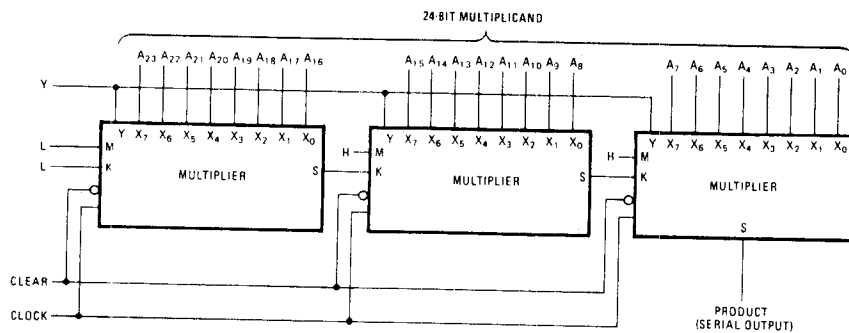 24-BIT MULTIPLICAND
A23 A22 A21 A20 A19 A18 A17 A16
A15 A14 A13 A12 A11 A10 A9 A8
A7 A6 A5 A4 A3 A2 A1 A0
Y
Y X7 X6 X5 X4 X3 X2 X1 X0
L M
L K
MULTIPLIER
S
Y X7 X6 X5 X4 X3 X2 X1 X0
H M
K
MULTIPLIER
S
Y X7 X6 X5 X4 X3 X2 X1 X0
H M
K
MULTIPLIER
S
CLEAR
CLOCK
PRODUCT
(SERIAL OUTPUT)